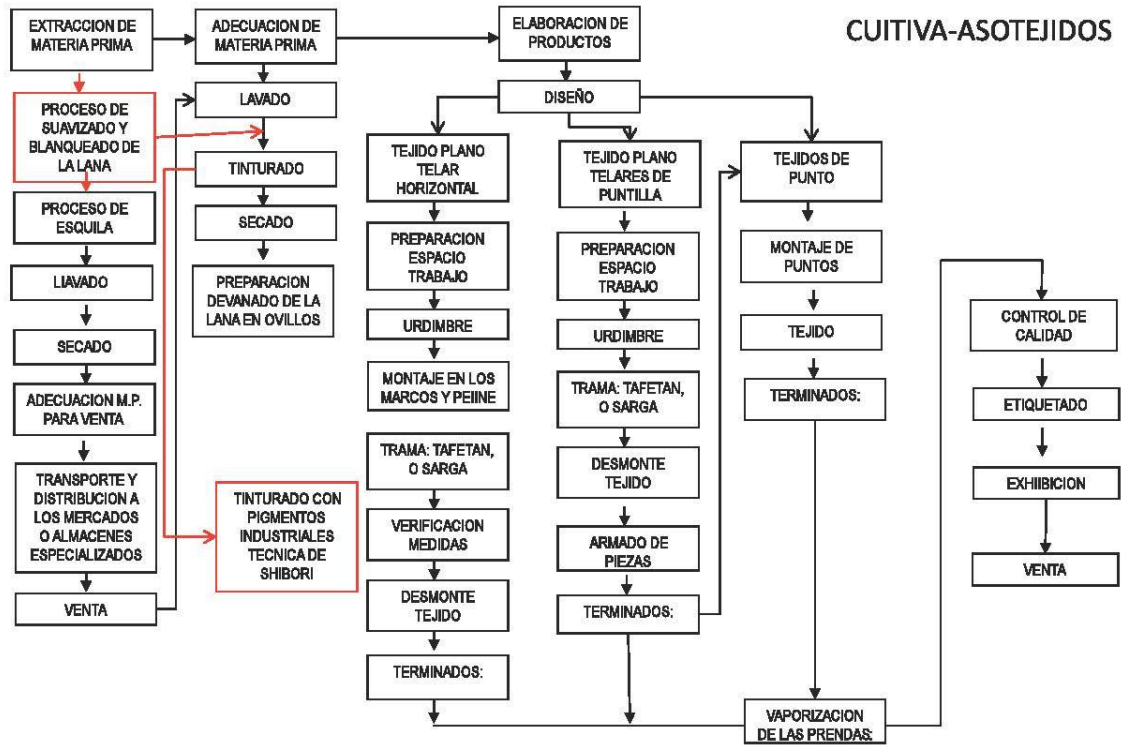 CUITIVA-ASOTEJIDOS
EXTRACCION DE
MATERIA PRIMA
PROCESO DE
SUAVIZADO Y
BLANQUEADO DE
LA LANA
PROCESO DE
ESQUILA
LIAVADO
SECADO
ADECUACION M.P.
PARA VENTA
TRANSPORTE Y
DISTRIBUCION A
LOS MERCADOS
O ALMACENES
ESPECIALIZADOS
VENTA
ADECUACION DE
MATERIA PRIMA
LAVADO
TINTURADO
SECADO
PREPARACION
DEVANADO DE LA
LANA EN OVILLOS
TINTURADO CON
PIGMENTOS
INDUSTRIALES
TECNICA DE
SHIBORI
ELABORACION DE
PRODUCTOS
DISEÑO
TEJIDO PLANO
TELAR
HORIZONTAL
PREPARACION
ESPACIO
TRABAJO
URDIMBRE
MONTAJE EN LOS
MARCOS Y PEIINE
TRAMA: TAFETAN,
O SARGA
VERIFICACION
MEDIDAS
DESMONTE
TEJIDO
TERMINADOS:
TEJIDO PLANO
TELARES DE
PUNTILLA
PREPARACION
ESPACIO
TRABAJO
URDIMBRE
TRAMA: TAFETAN,
O SARGA
DESMONTE
TEJIDO
ARMADO DE
PIEZAS
TERMINADOS:
TEJIDOS DE
PUNTO
MONTAJE DE
PUNTOS
TEJIDO
TERMINADOS:
VAPORIZACION
DE LAS PRENDAS:
CONTROL DE
CALIDAD
ETIQUETADO
EXHIIBICION
VENTA